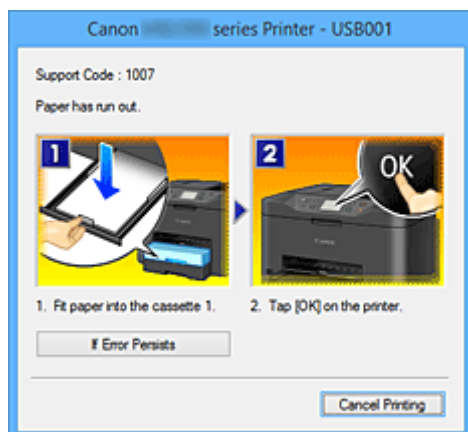 Canon series Printer - USB001
Support Code : 1007
Paper has run out.
1 2
OK
1. Fit paper into the cassette 1. 2. Tap [OK] on the printer.
If Error Persists
Cancel Printing